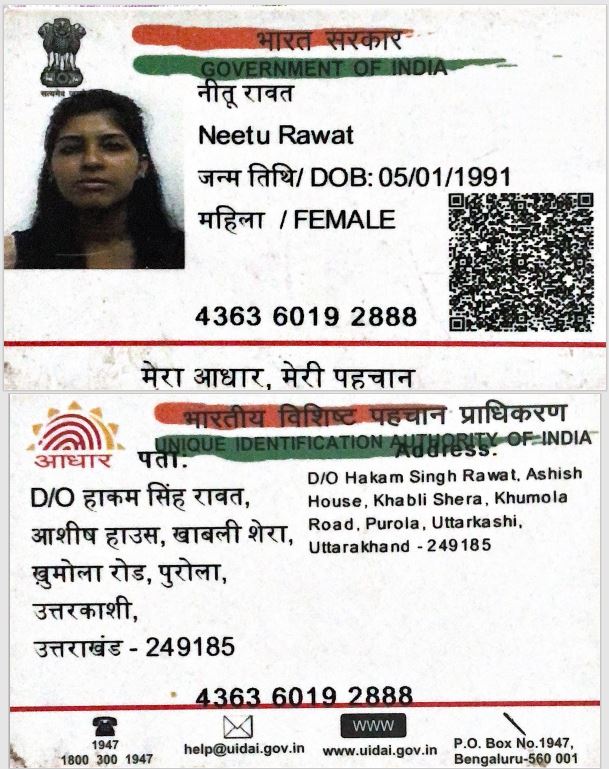 भारत सरकार
GOVERNMENT OF INDIA
सत्यमेव जयते
नीतू रावत
Neetu Rawat
जन्म तिथि/ DOB: 05/01/1991
महिला / FEMALE
4363 6019 2888
मेरा आधार, मेरी पहचान
भारतीय विशिष्ट पहचान प्राधिकरण
UNIQUE IDENTIFICATION AUTHORITY OF INDIA
आधार
पता:
D/O हाकम सिंह रावत,
आशीष हाउस, खाबली शेरा,
खुमोला रोड, पुरोला,
उत्तरकाशी,
उत्तराखंड - 249185
Address:
D/O Hakam Singh Rawat, Ashish
House, Khabli Shera, Khumola
Road, Purola, Uttarkashi,
Uttarakhand - 249185
4363 6019 2888
1947
1800 300 1947
help@uidai.gov.in
WWW
www.uidai.gov.in
P.O. Box No.1947,
Bengaluru-560 001